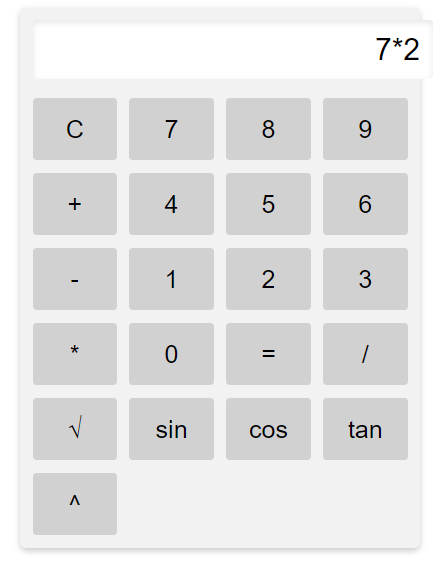 7*2
C 7 8 9
+ 4 5 6
- 1 2 3
* 0 = /
√ sin cos tan
^